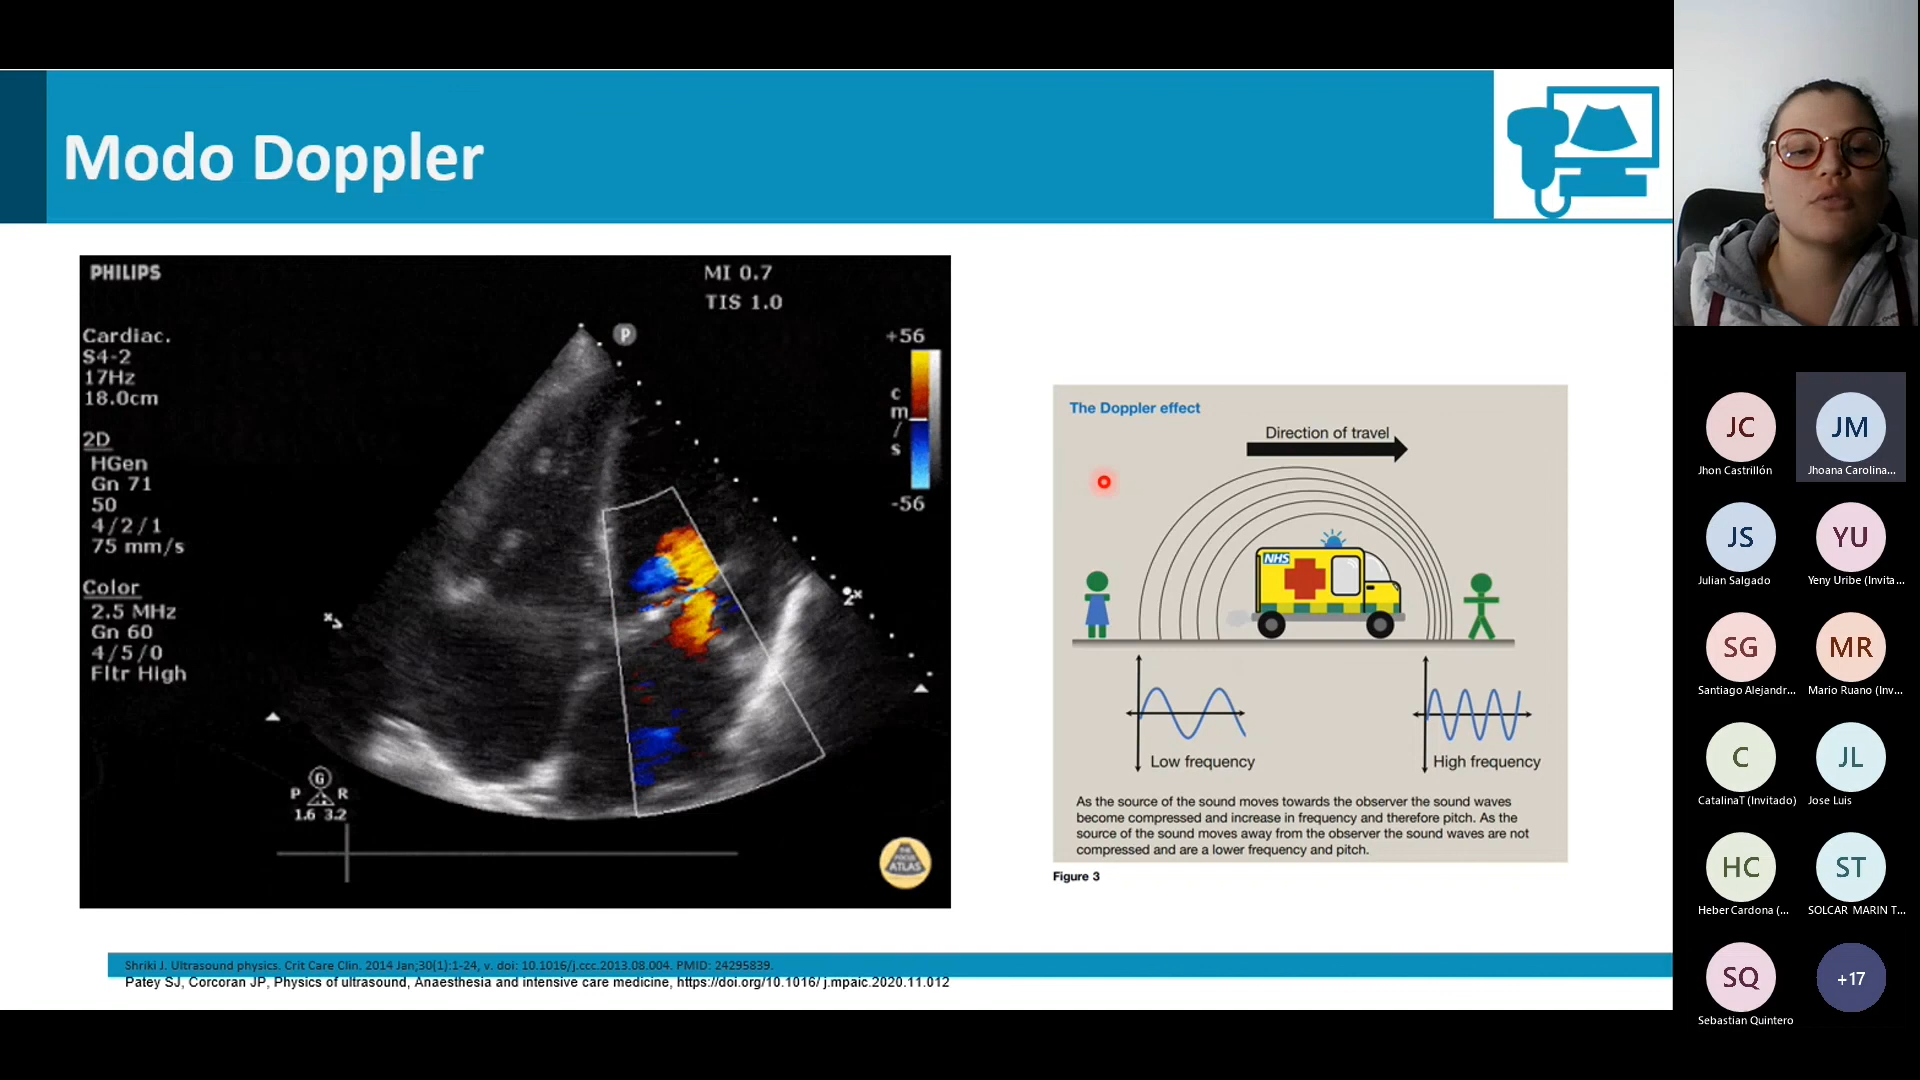 Modo Doppler
PHILIPS
MI 0.7
TIS 1.0
Cardiac.
S4-2
17Hz
18.0cm
2D
HGen
Gn 71
50
4/2/1
75 mm/s
Color
2.5 MHz
Gn 60
4/5/0
Fltr High
P
+56
c
m
/
s
-56
G
P R
1.6 3.2
THE
ATLAS
The Doppler effect
Direction of travel
NHS
Low frequency
High frequency
As the source of the sound moves towards the observer the sound waves
become compressed and increase in frequency and therefore pitch. As the
source of the sound moves away from the observer the sound waves are not
compressed and are a lower frequency and pitch.
Figure 3
Shriki J. Ultrasound physics. Crit Care Clin. 2014 Jan;30(1):1-24, v. doi: 10.1016/j.ccc.2013.08.004. PMID: 24295839.
Patey SJ, Corcoran JP, Physics of ultrasound, Anaesthesia and intensive care medicine, https://doi.org/10.1016/ j.mpaic.2020.11.012
JC
Jhon Castrillón
JM
Jhoana Carolina...
JS
Julian Salgado
YU
Yeny Uribe (Invita...
SG
Santiago Alejandr...
MR
Mario Ruano (Inv...
C
CatalinaT (Invitado)
JL
Jose Luis
HC
Heber Cardona (...
ST
SOLCAR MARIN T...
SQ
Sebastian Quintero
+17